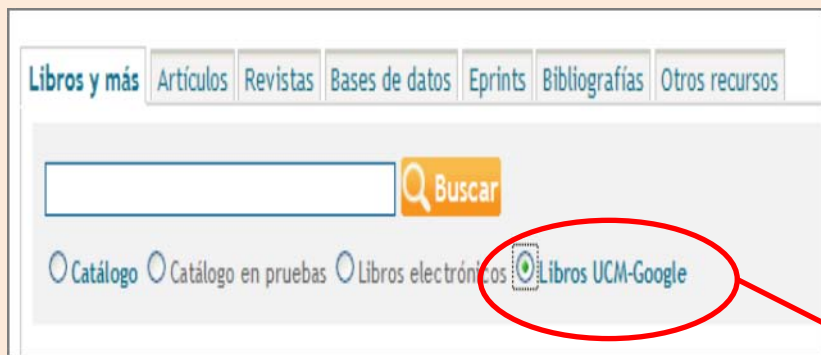 Libros y más Artículos Revistas Bases de datos Eprints Bibliografías Otros recursos
Buscar
Catálogo Catálogo en pruebas Libros electrónicos Libros UCM-Google